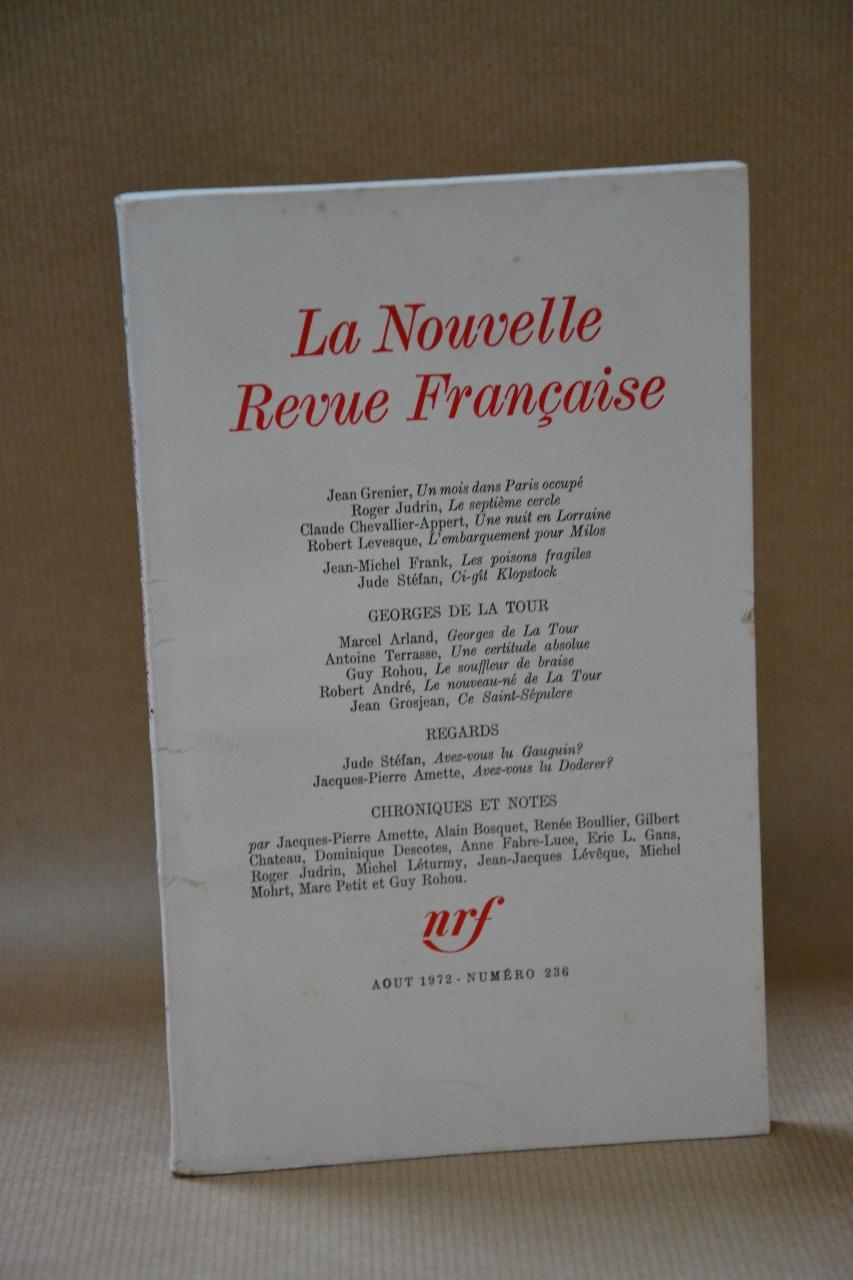 La Nouvelle
Revue Française
Jean Grenier, Un mois dans Paris occupé
Roger Judrin, Le septième cercle
Claude Chevallier-Appert, Une nuit en Lorraine
Robert Levesque, L'embarquement pour Milos
Jean-Michel Frank, Les poisons fragiles
Jude Stéfan, Ci-gît Klopstock
GEORGES DE LA TOUR
Marcel Arland, Georges de La Tour
Antoine Terrasse, Une certitude absolue
Guy Rohou, Le souffleur de braise
Robert André, Le nouveau-né de La Tour
Jean Grosjean, Ce Saint-Sépulcre
REGARDS
Jude Stéfan, Avez-vous lu Gauguin?
Jacques-Pierre Amette, Avez-vous lu Doderer?
CHRONIQUES ET NOTES
par Jacques-Pierre Amette, Alain Bosquet, Renée Boullier, Gilbert
Chateau, Dominique Descotes, Anne Fabre-Luce, Eric L. Gans,
Roger Judrin, Michel Léturmy, Jean-Jacques Lévêque, Michel
Mohrt, Marc Petit et Guy Rohou.
nrf
AOUT 1972 - NUMÉRO 236